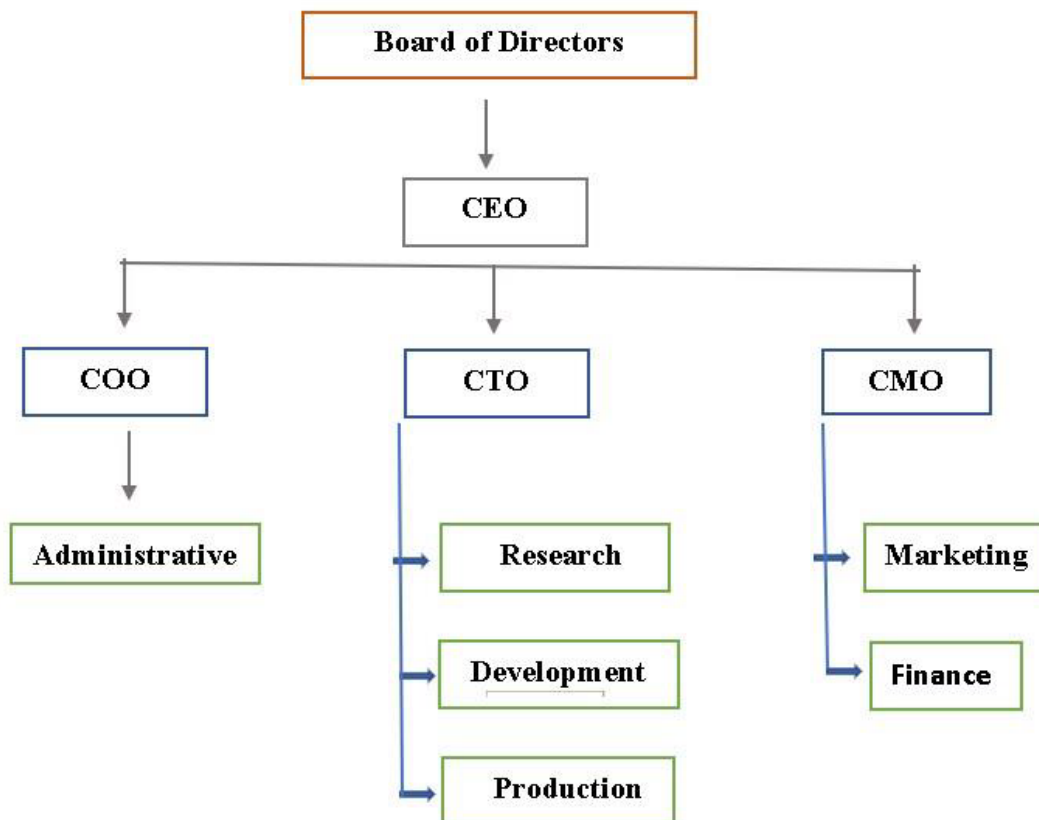 Board of Directors
CEO
COO
CTO
CMO
Administrative
Research
Marketing
Development
Finance
Production